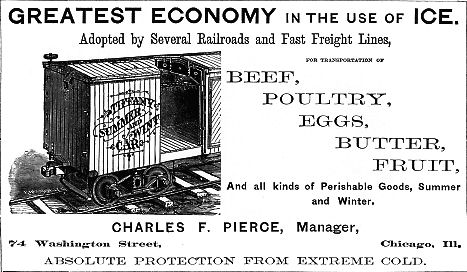 GREATEST ECONOMY IN THE USE OF ICE.
Adopted by Several Railroads and Fast Freight Lines,
FOR TRANSPORTATION OF
BEEF,
POULTRY,
EGGS,
BUTTER,
FRUIT,
And all kinds of Perishable Goods, Summer
and Winter.
TIFFANY
SUMMER AND WINT
CAR
CHARLES F. PIERCE, Manager,
74 Washington Street, Chicago, Ill.
ABSOLUTE PROTECTION FROM EXTREME COLD.